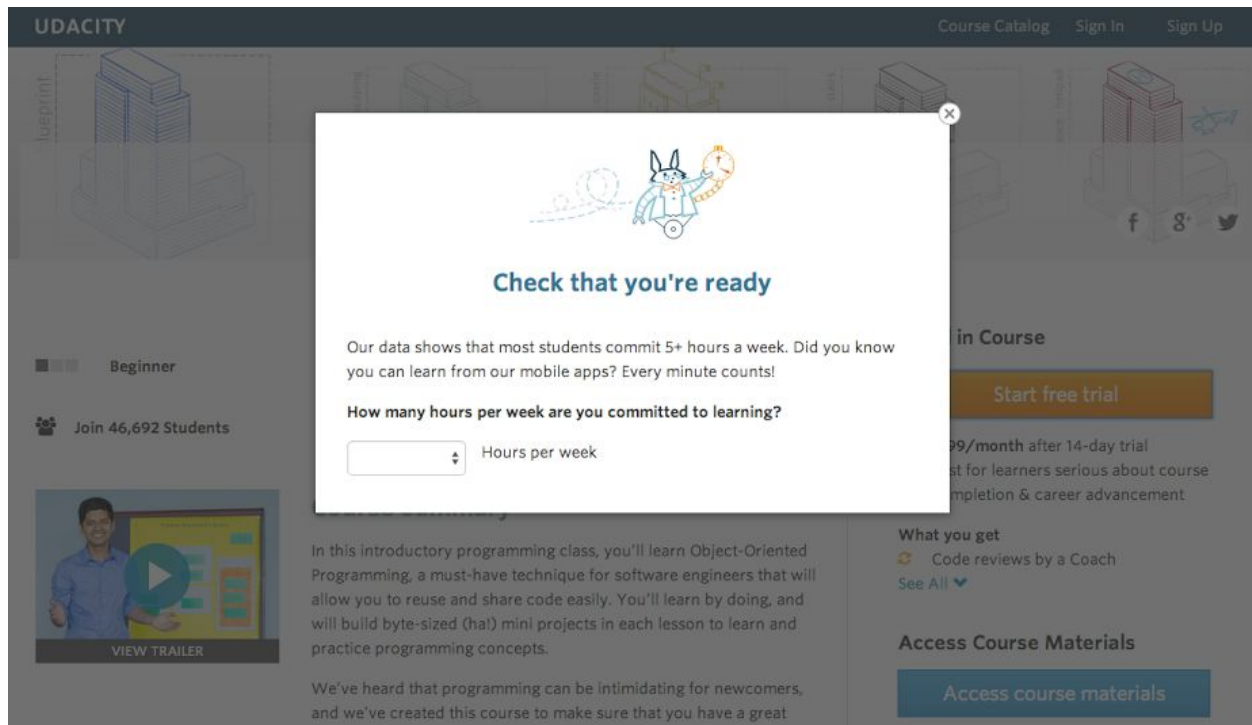 UDACITY
Course Catalog Sign In Sign Up
Check that you're ready
Our data shows that most students commit 5+ hours a week. Did you know
you can learn from our mobile apps? Every minute counts!
How many hours per week are you committed to learning?
Hours per week
Beginner
Join 46,692 Students
VIEW TRAILER
In this introductory programming class, you'll learn Object-Oriented
Programming, a must-have technique for software engineers that will
allow you to reuse and share code easily. You'll learn by doing, and
will build byte-sized (ha!) mini projects in each lesson to learn and
practice programming concepts.
We've heard that programming can be intimidating for newcomers,
and we've created this course to make sure that you have a great
in Course
Start free trial
99/month after 14-day trial
for learners serious about course
& career advancement
What you get
Code reviews by a Coach
See All
Access Course Materials
Access course materials